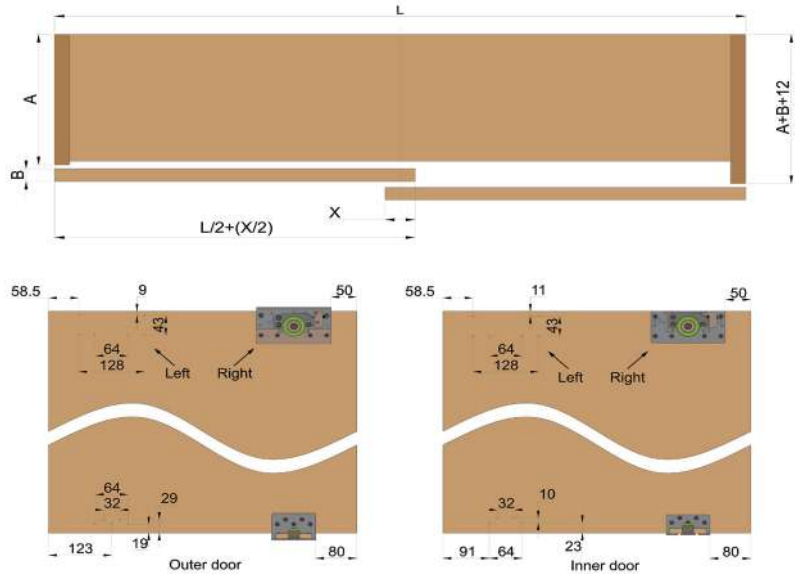 L
A
A+B+12
B
X
L/2+(X/2)
58.5
9
50
43
64
128
Left
Right
64
32
29
19
123
80
Outer door
58.5
11
50
43
64
128
Left
Right
32
10
23
91
64
80
Inner door